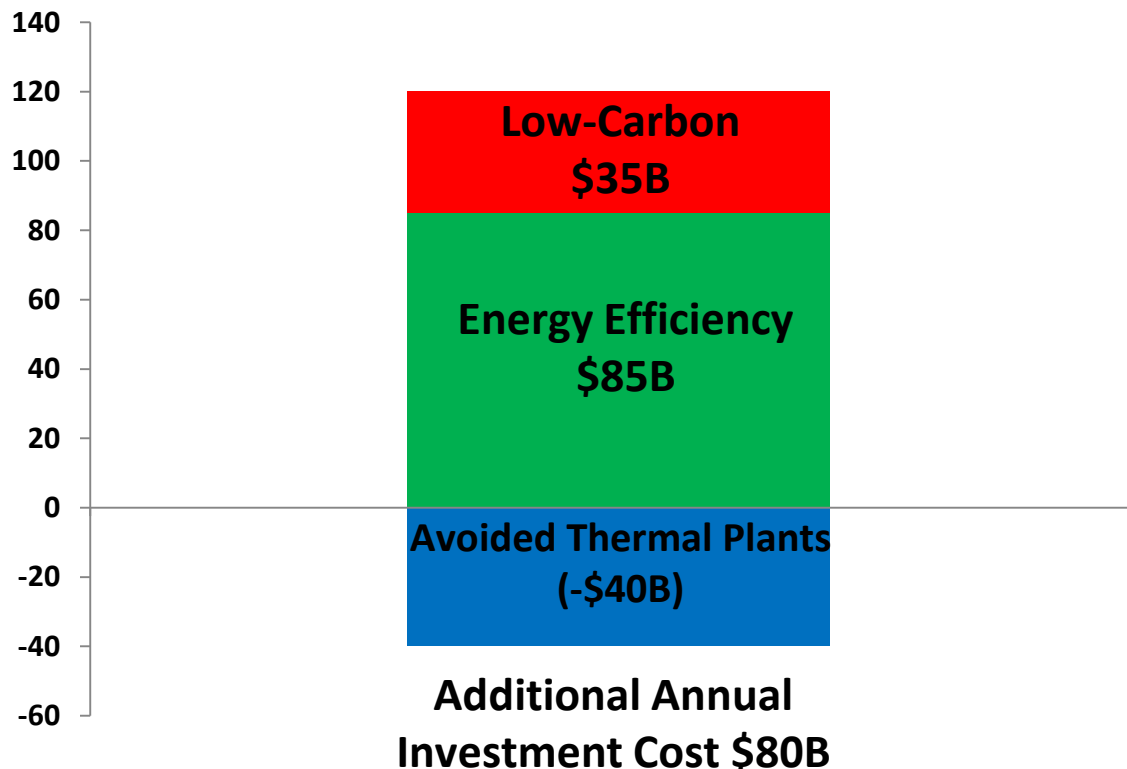 140
120
100
80
60
40
20
0
-20
-40
-60
Low-Carbon
$35B
Energy Efficiency
$85B
Avoided Thermal Plants
(-$40B)
Additional Annual
Investment Cost $80B